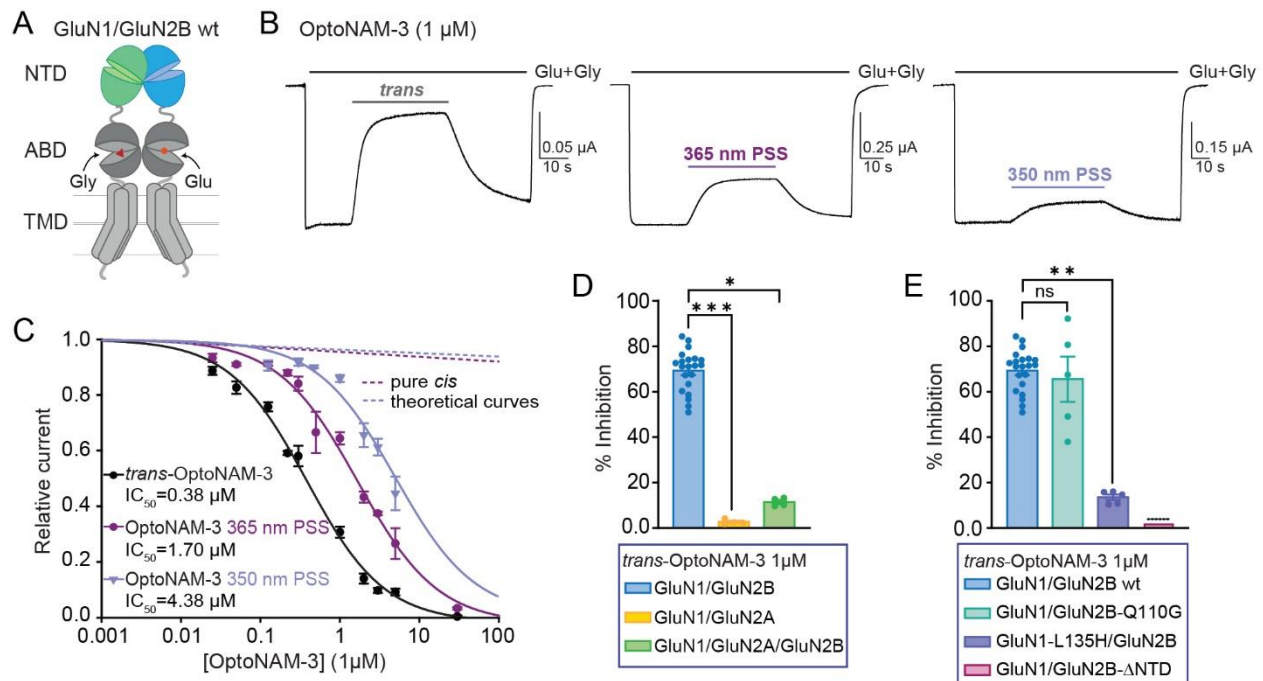 A
GluN1/GluN2B wt
NTD
ABD
Gly
Glu
TMD
B
OptoNAM-3 (1 µM)
Glu+Gly
trans
0.05 µA
10 s
Glu+Gly
365 nm PSS
0.25 µA
10 s
Glu+Gly
350 nm PSS
0.15 µA
10 s
C
Relative current
1.0
0.8
0.6
0.4
0.2
0.0
pure cis
theoretical curves
trans-OptoNAM-3
IC50=0.38 µM
OptoNAM-3 365 nm PSS
IC50=1.70 µM
OptoNAM-3 350 nm PSS
IC50=4.38 µM
0.001 0.01 0.1 1 10 100
[OptoNAM-3] (1µM)
D
% Inhibition
100
80
60
40
20
0.0
*
***
trans-OptoNAM-3 1µM
GluN1/GluN2B
GluN1/GluN2A
GluN1/GluN2A/GluN2B
E
% Inhibition
100
80
60
40
20
0.0
**
ns
trans-OptoNAM-3 1µM
GluN1/GluN2B wt
GluN1/GluN2B-Q110G
GluN1-L135H/GluN2B
GluN1/GluN2B-ΔNTD